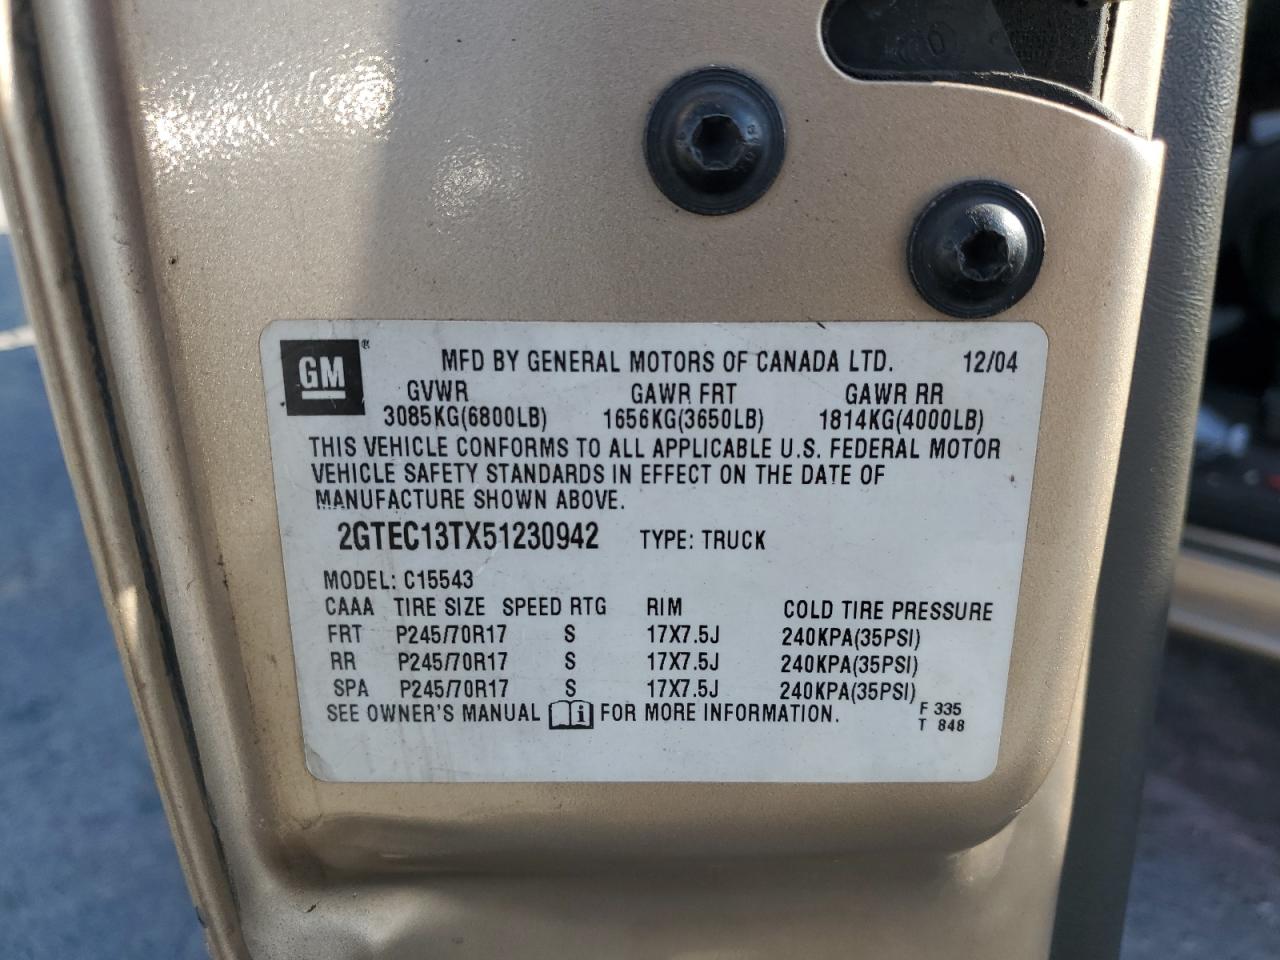 GM ® MFD BY GENERAL MOTORS OF CANADA LTD. 12/04
GVWR GAWR FRT GAWR RR
3085KG(6800LB) 1656KG(3650LB) 1814KG(4000LB)
THIS VEHICLE CONFORMS TO ALL APPLICABLE U.S. FEDERAL MOTOR
VEHICLE SAFETY STANDARDS IN EFFECT ON THE DATE OF
MANUFACTURE SHOWN ABOVE.
2GTEC13TX51230942 TYPE: TRUCK
MODEL: C15543
CAAA TIRE SIZE SPEED RTG RIM COLD TIRE PRESSURE
FRT P245/70R17 S 17X7.5J 240KPA(35PSI)
RR P245/70R17 S 17X7.5J 240KPA(35PSI)
SPA P245/70R17 S 17X7.5J 240KPA(35PSI)
SEE OWNER'S MANUAL i FOR MORE INFORMATION. F 335
T 848